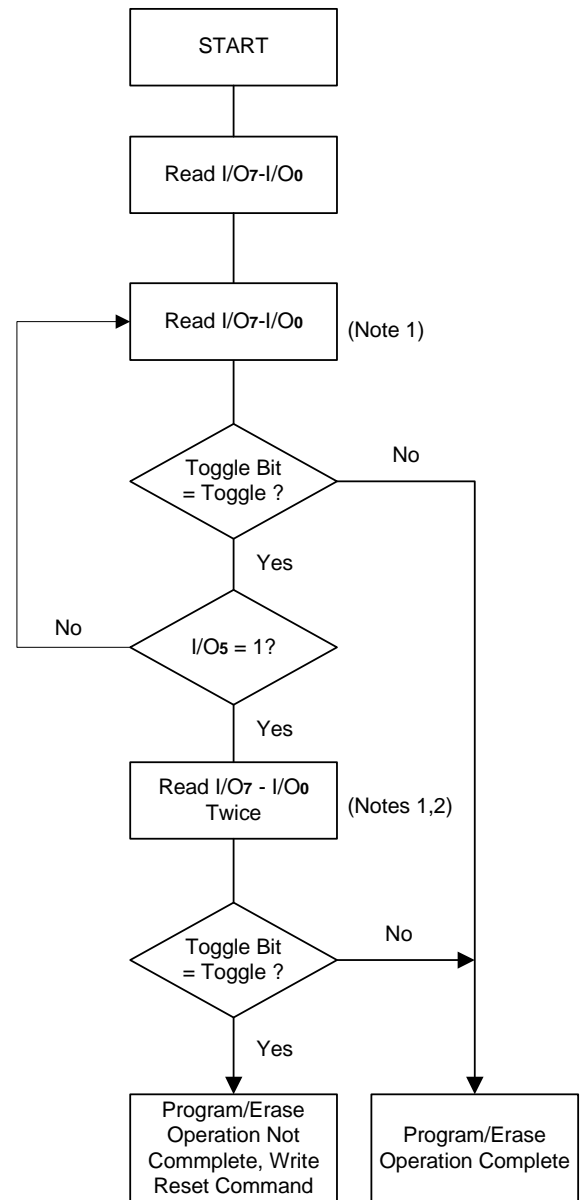 START
Read I/O7-I/O0
Read I/O7-I/O0
(Note 1)
Toggle Bit
= Toggle ?
No
Yes
I/O5 = 1?
No
Yes
Read I/O7 - I/O0
Twice
(Notes 1,2)
Toggle Bit
= Toggle ?
No
Yes
Program/Erase
Operation Not
Commplete, Write
Reset Command
Program/Erase
Operation Complete